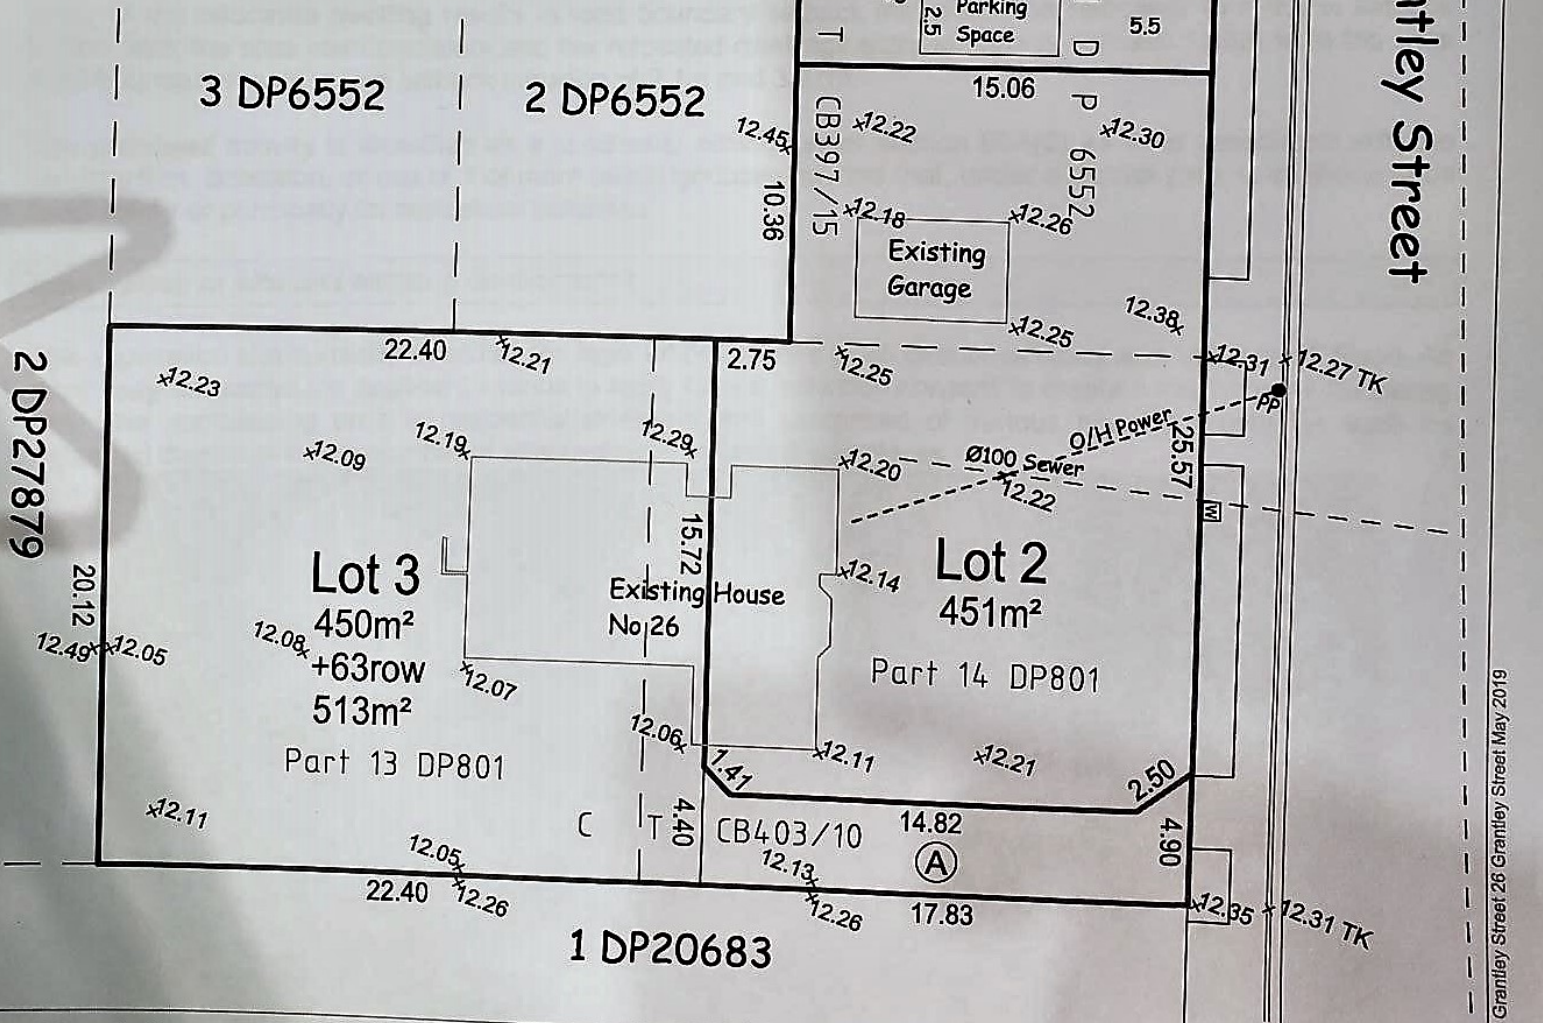 3 DP6552
2 DP6552
T
2.5
Parking
Space
D
5.5
15.06
P
12.45
CB397/15
12.22
12.30
6552
10.36
12.18
12.26
Existing
Garage
12.38
12.25
ntley Street
22.40
12.21
2.75
12.25
12.31
12.27 TK
PP
2 DP27879
12.23
12.19
12.29
12.09
12.20
Ø100 Sewer
O/H Power
25.57
12.22
W
15.72
Lot 3
450m²
+63row
513m²
Part 13 DP801
Existing House
No 26
12.14
Lot 2
451m²
Part 14 DP801
20.12
12.49
12.05
12.08
12.07
12.06
12.11
12.21
1.41
2.50
12.11
C T
4.40
CB403/10
14.82
A
4.90
12.05
12.26
22.40
12.13
12.26
17.83
12.35
12.31 TK
1 DP20683
Grantley Street 26 Grantley Street May 2019